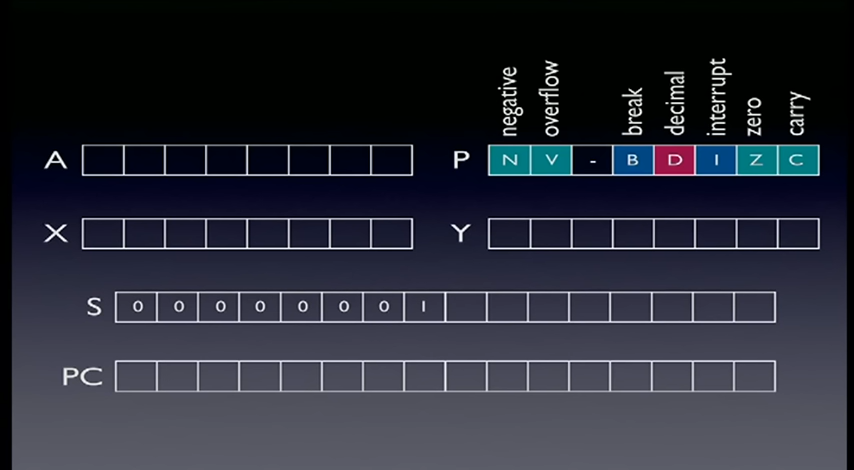 negative overflow break decimal interrupt zero carry
A P N V - B D I Z C
X Y
S 0 0 0 0 0 0 0 1
PC